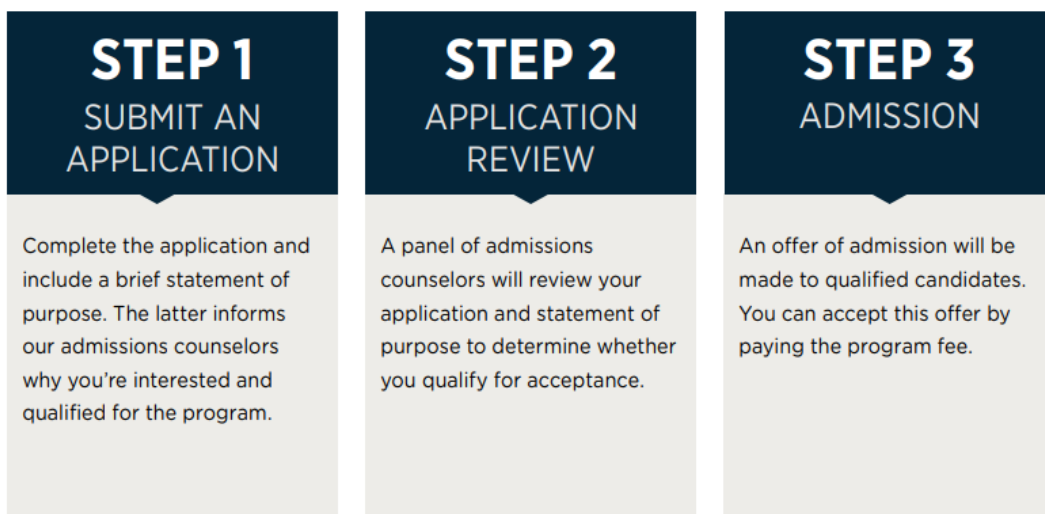 STEP 1
SUBMIT AN
APPLICATION
Complete the application and
include a brief statement of
purpose. The latter informs
our admissions counselors
why you’re interested and
qualified for the program.
STEP 2
APPLICATION
REVIEW
A panel of admissions
counselors will review your
application and statement of
purpose to determine whether
you qualify for acceptance.
STEP 3
ADMISSION
An offer of admission will be
made to qualified candidates.
You can accept this offer by
paying the program fee.